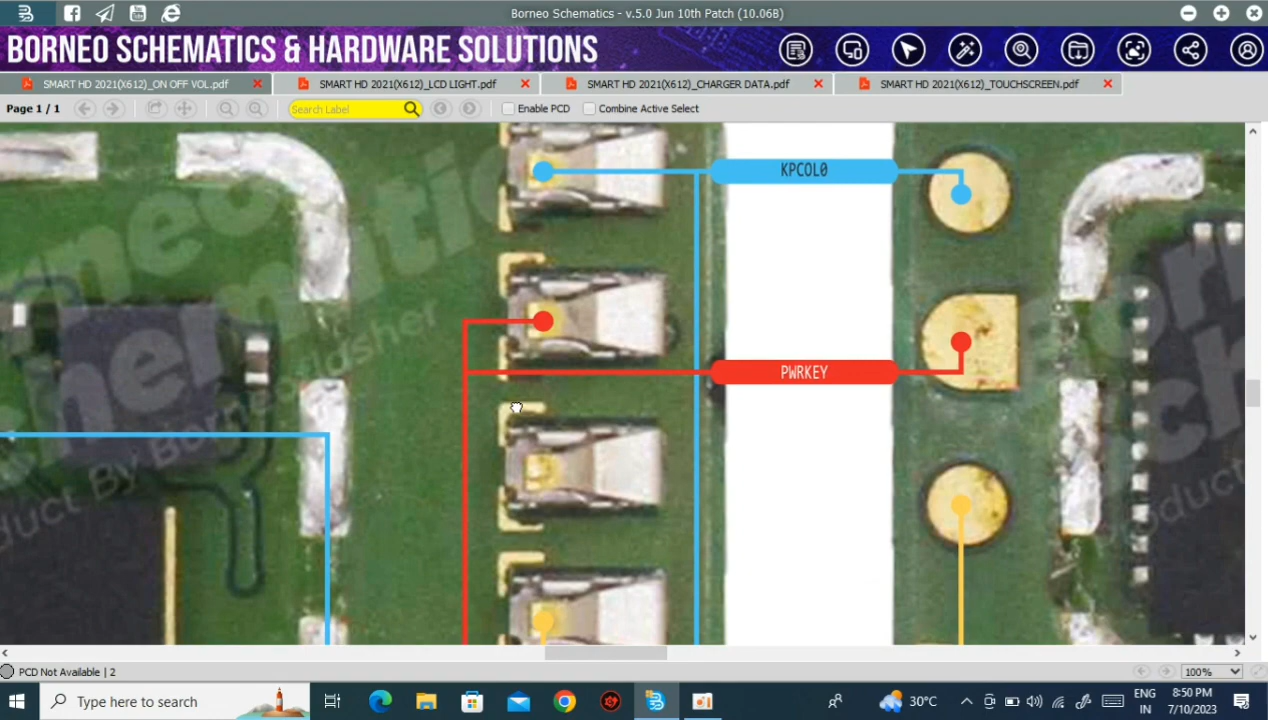 Borneo Schematics - v.5.0 Jun 10th Patch (10.06B)
BORNEO SCHEMATICS & HARDWARE SOLUTIONS
SMART HD 2021(X612)_ON OFF VOL.pdf
SMART HD 2021(X612)_LCD LIGHT.pdf
SMART HD 2021(X612)_CHARGER DATA.pdf
SMART HD 2021(X612)_TOUCHSCREEN.pdf
Page 1 / 1
Search Label
Enable PCD
Combine Active Select
KPCOL0
PWRKEY
PCD Not Available | 2
100%
Type here to search
30°C
ENG
IN
8:50 PM
7/10/2023